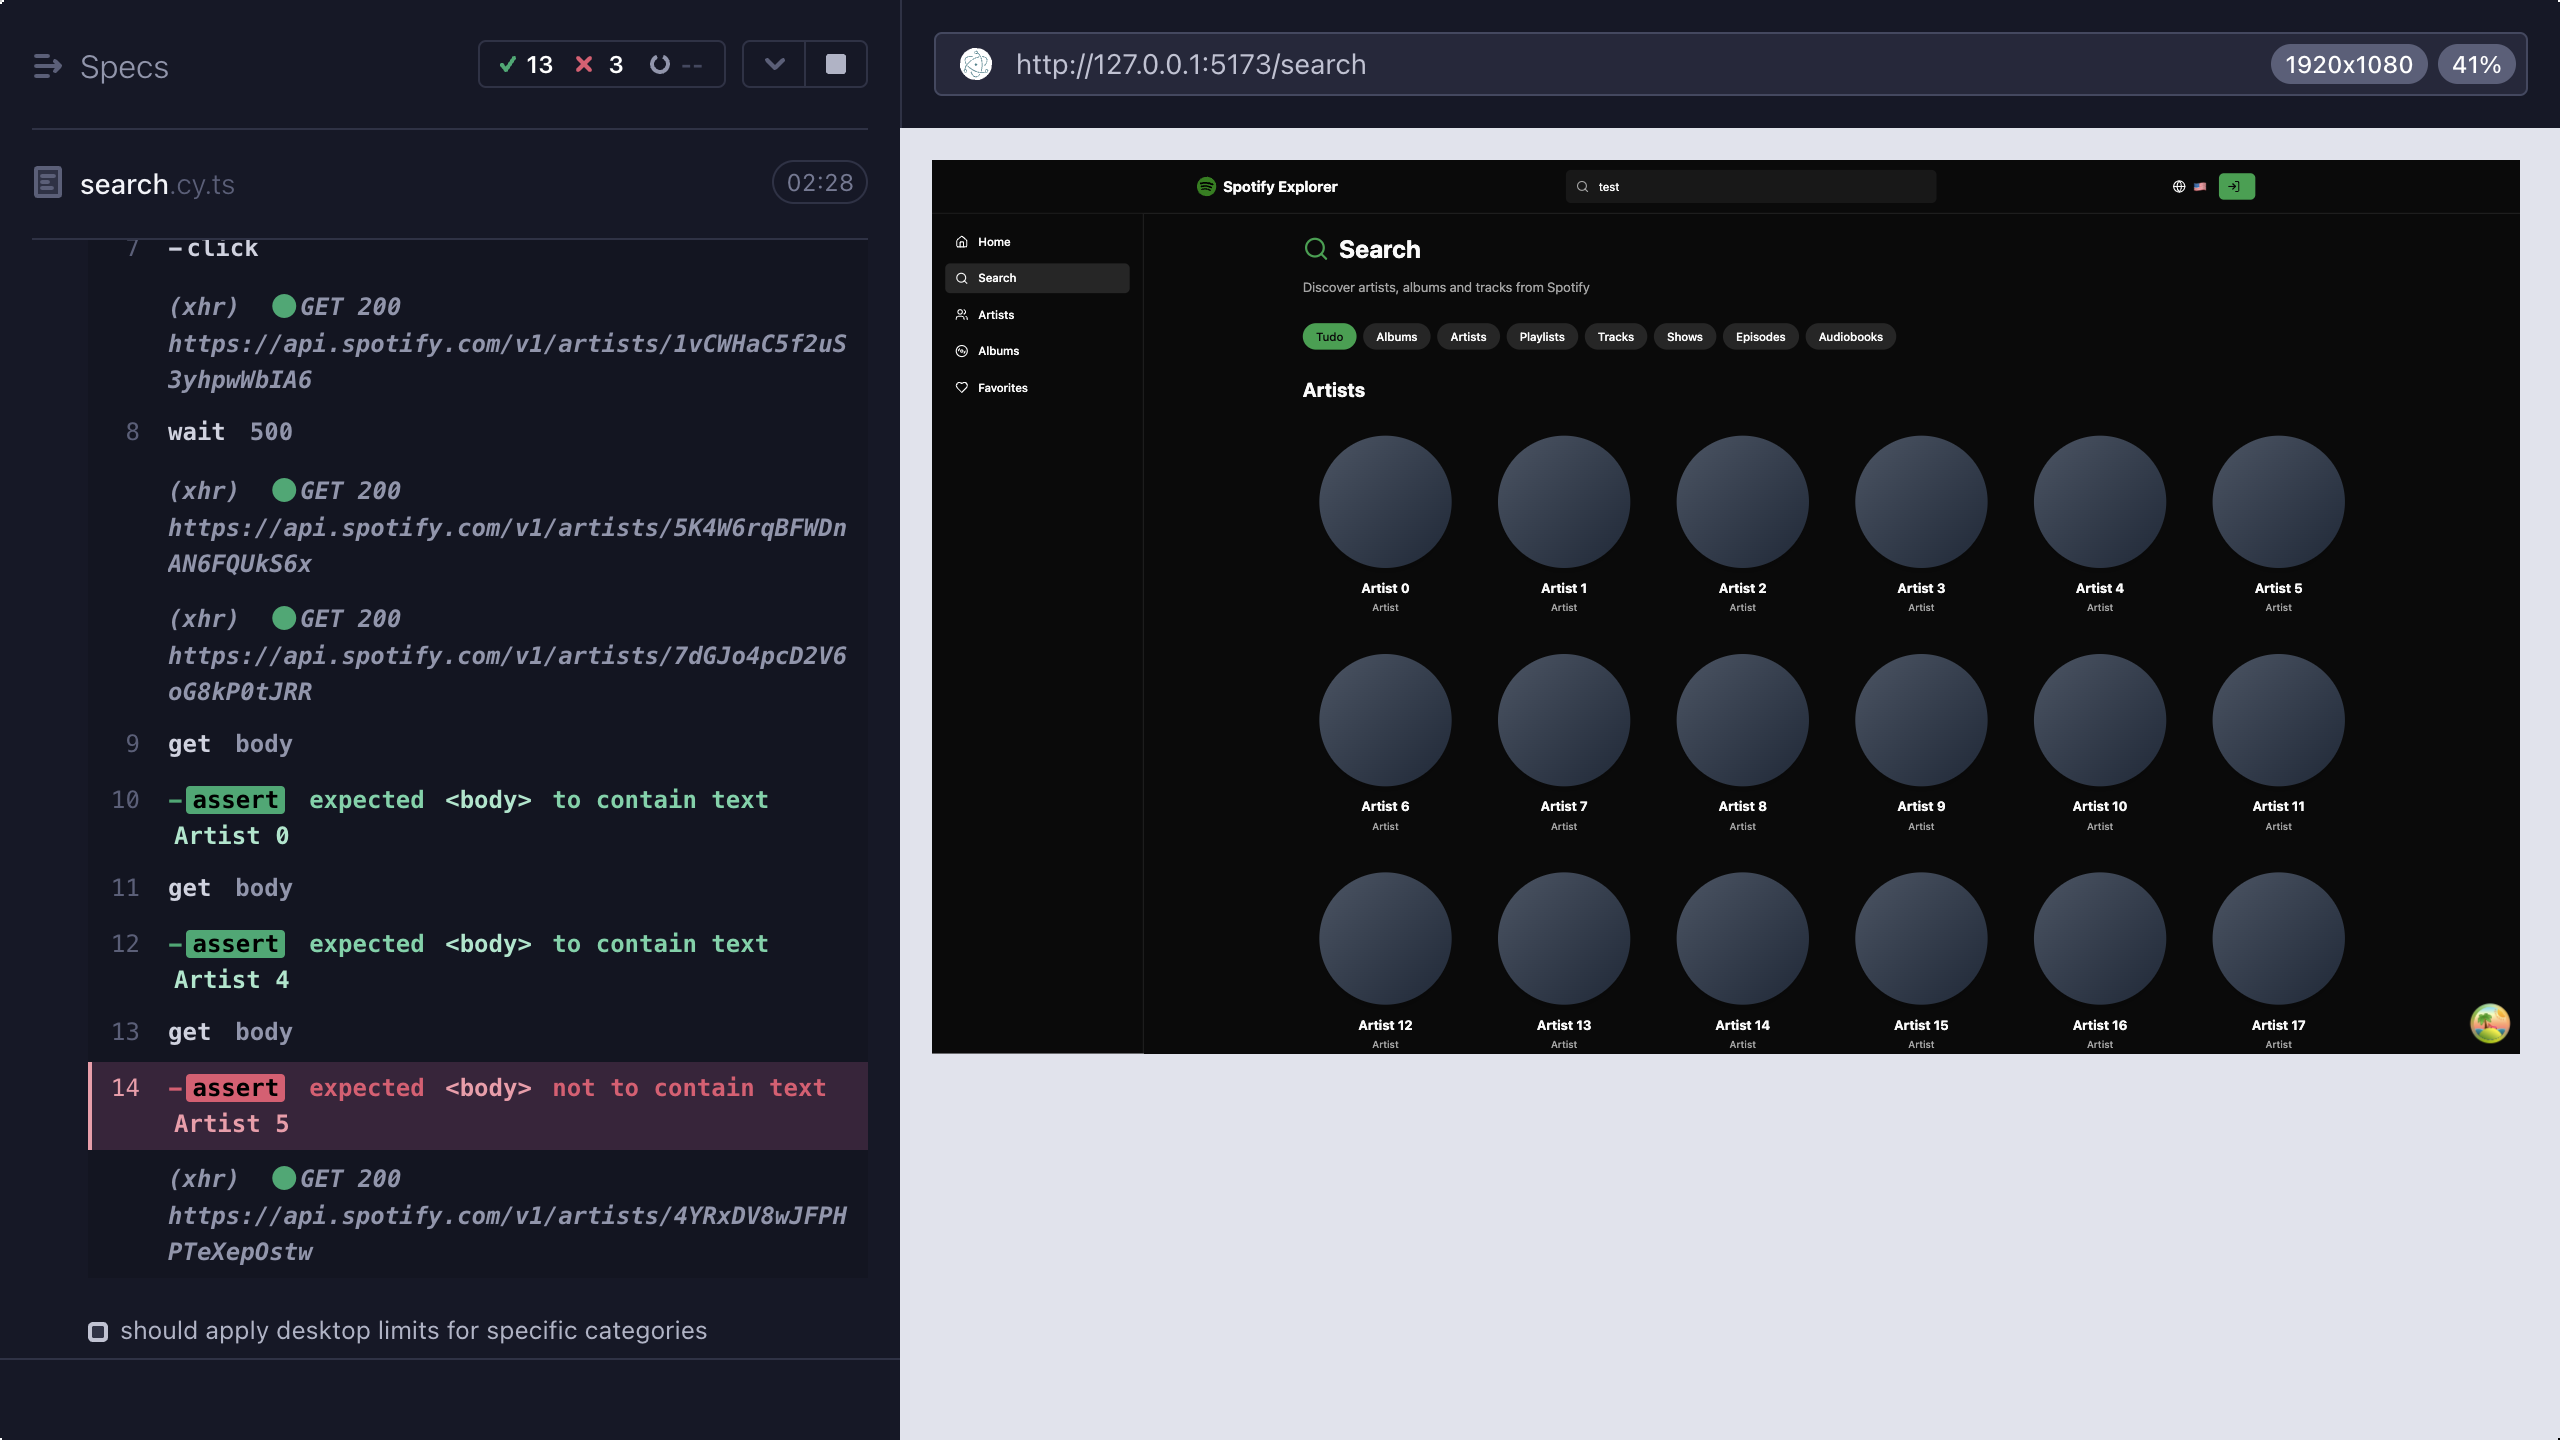 Specs
13 3 --
search.cy.ts
02:28
7 -click
(xhr) GET 200
https://api.spotify.com/v1/artists/1vCWHaC5f2uS
3yhpwWbIA6
8 wait 500
(xhr) GET 200
https://api.spotify.com/v1/artists/5K4W6rqBFWDn
AN6FQUkS6x
(xhr) GET 200
https://api.spotify.com/v1/artists/7dGJo4pcD2V6
oG8kP0tJRR
9 get body
10 -assert expected <body> to contain text
Artist 0
11 get body
12 -assert expected <body> to contain text
Artist 4
13 get body
14 -assert expected <body> not to contain text
Artist 5
(xhr) GET 200
https://api.spotify.com/v1/artists/4YRxDV8wJFPH
PTeXepOstw
should apply desktop limits for specific categories
http://127.0.0.1:5173/search
1920x1080 41%
Spotify Explorer
test
Home
Search
Artists
Albums
Favorites
Search
Discover artists, albums and tracks from Spotify
Tudo Albums Artists Playlists Tracks Shows Episodes Audiobooks
Artists
Artist 0 Artist 1 Artist 2 Artist 3 Artist 4 Artist 5
Artist Artist Artist Artist Artist Artist
Artist 6 Artist 7 Artist 8 Artist 9 Artist 10 Artist 11
Artist Artist Artist Artist Artist Artist
Artist 12 Artist 13 Artist 14 Artist 15 Artist 16 Artist 17
Artist Artist Artist Artist Artist Artist